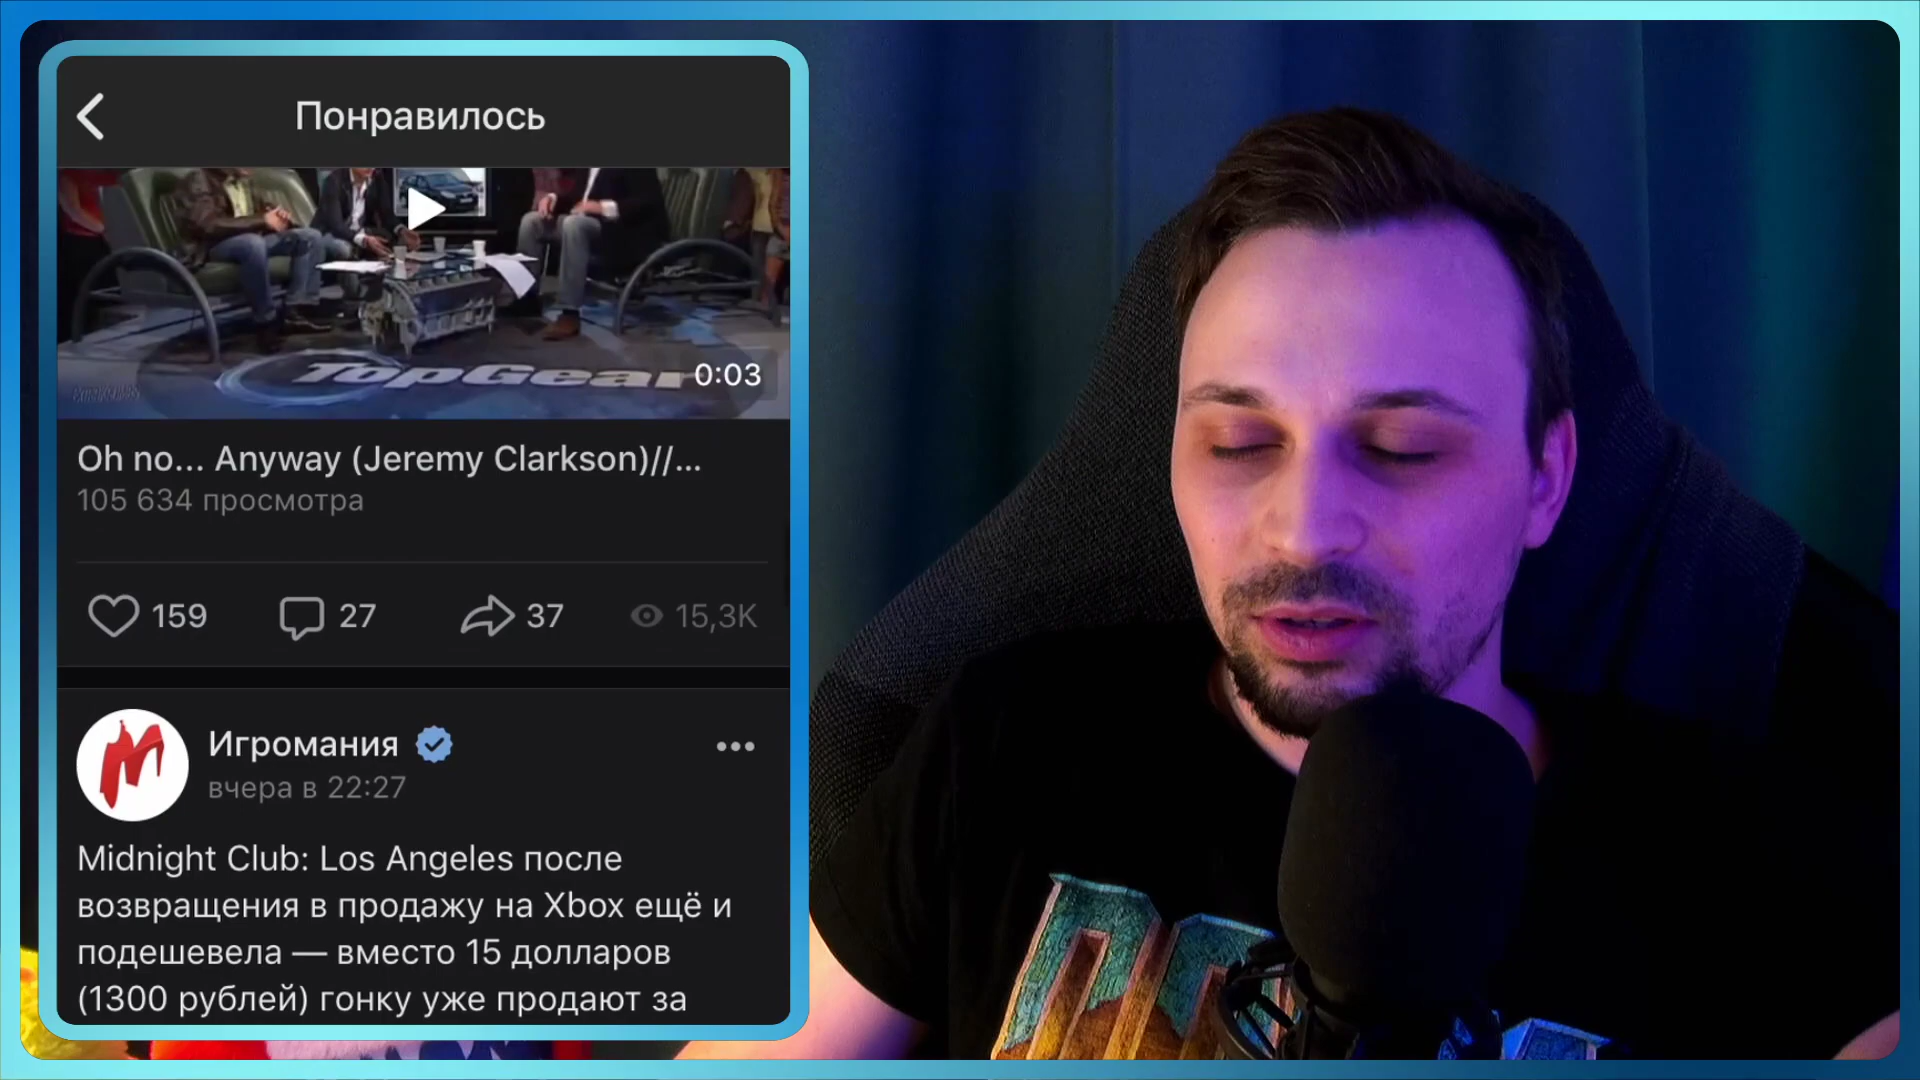 Понравилось
TopGear
0:03
Oh no... Anyway (Jeremy Clarkson)//...
105 634 просмотра
159
27
37
15,3K
Игромания
вчера в 22:27
Midnight Club: Los Angeles после
возвращения в продажу на Xbox ещё и
подешевела — вместо 15 долларов
(1300 рублей) гонку уже продают за